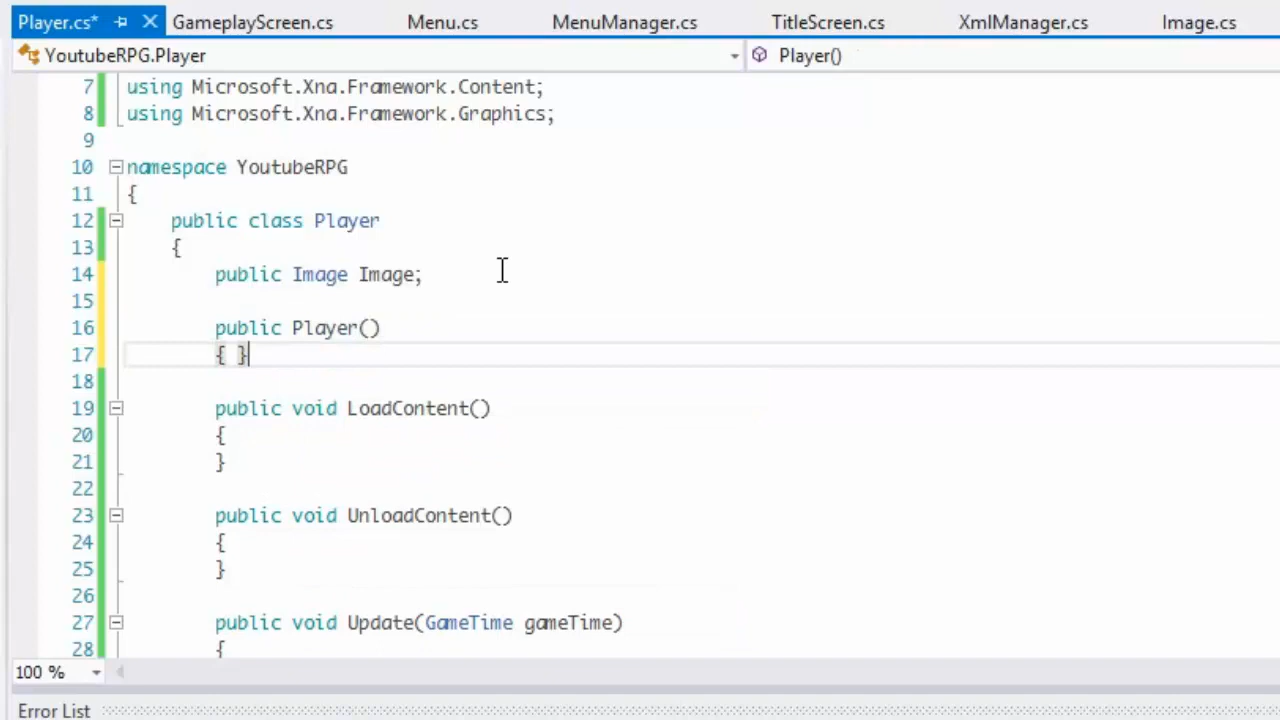 Player.cs* GameplayScreen.cs Menu.cs MenuManager.cs TitleScreen.cs XmlManager.cs Image.cs
YoutubeRPG.Player Player()
7 using Microsoft.Xna.Framework.Content;
8 using Microsoft.Xna.Framework.Graphics;
9
10 namespace YoutubeRPG
11 {
12 public class Player
13 {
14 public Image Image;
15
16 public Player()
17 { }
18
19 public void LoadContent()
20 {
21 }
22
23 public void UnloadContent()
24 {
25 }
26
27 public void Update(GameTime gameTime)
28 {
100 %
Error List